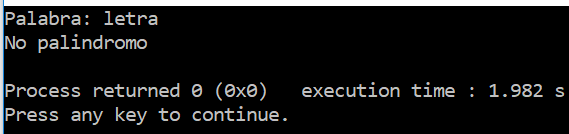 Palabra: letra
No palindromo
Process returned 0 (0x0)   execution time : 1.982 s
Press any key to continue.